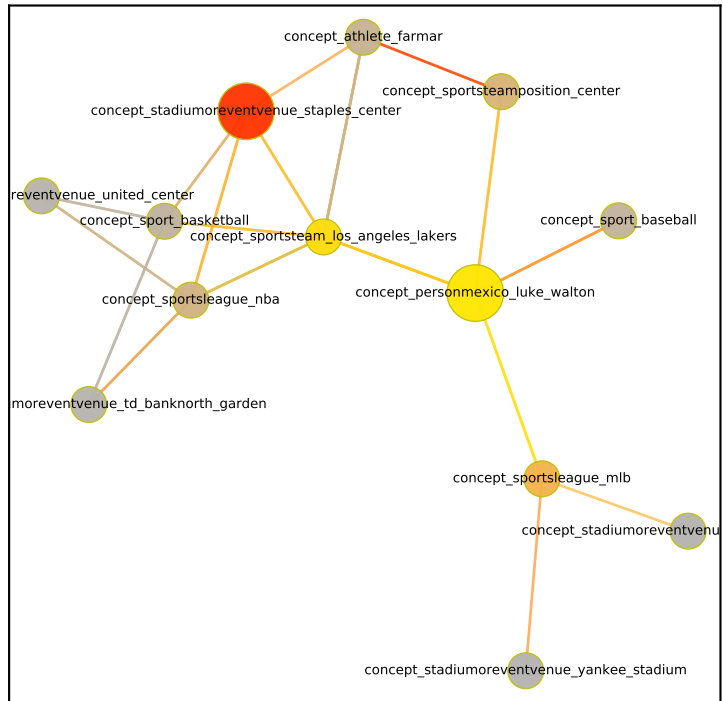 concept_athlete_farmar
concept_sportsteamposition_center
concept_stadiumoreventvenue_staples_center
reventvenue_united_center
concept_sport_basketball
concept_sport_baseball
concept_sportsteam_los_angeles_lakers
concept_personmexico_luke_walton
concept_sportsleague_nba
moreventvenue_td_banknorth_garden
concept_sportsleague_mlb
concept_stadiumoreventvenu
concept_stadiumoreventvenue_yankee_stadium